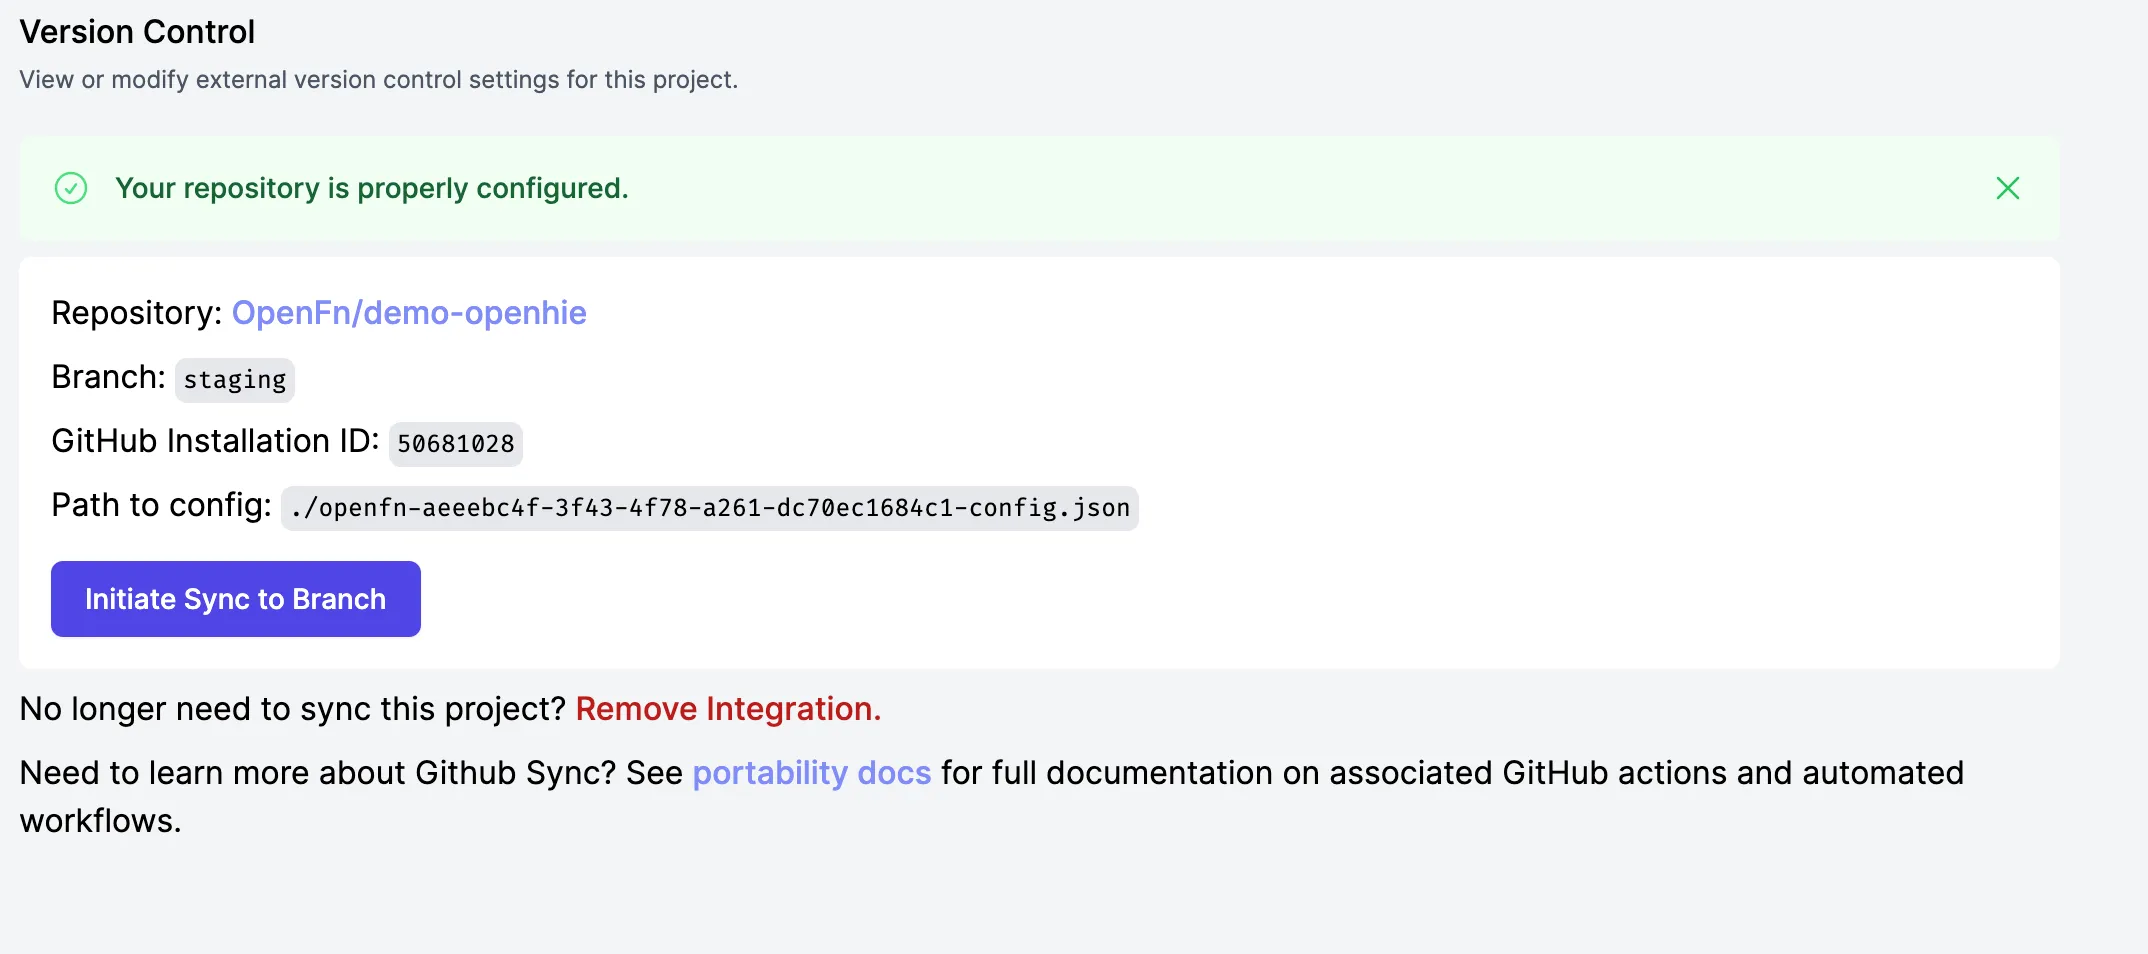 Version Control
View or modify external version control settings for this project.
Your repository is properly configured.
Repository: OpenFn/demo-openhie
Branch: staging
GitHub Installation ID: 50681028
Path to config: ./openfn-aeeebc4f-3f43-4f78-a261-dc70ec1684c1-config.json
Initiate Sync to Branch
No longer need to sync this project? Remove Integration.
Need to learn more about Github Sync? See portability docs for full documentation on associated GitHub actions and automated
workflows.